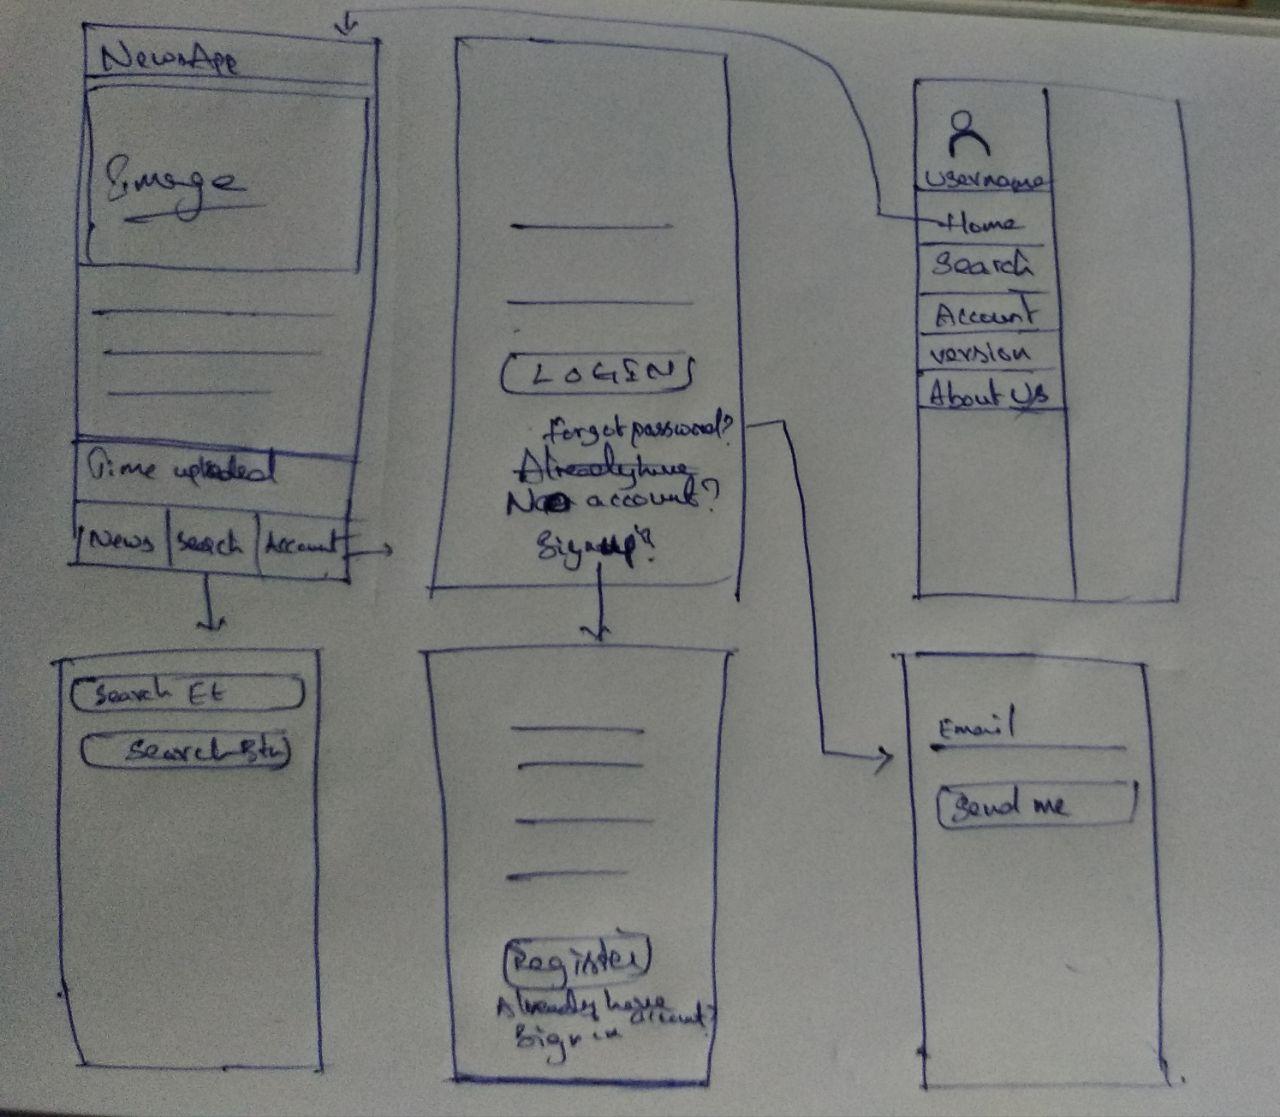 NewsApp
Image
Time uploaded
News Search Account
LOGIN
Forgot password?
Already have
No account?
Signup?
Username
Home
Search
Account
version
About Us
Search Et
Search Btn
Register
Already have
account?
Sign in
Email
Send me